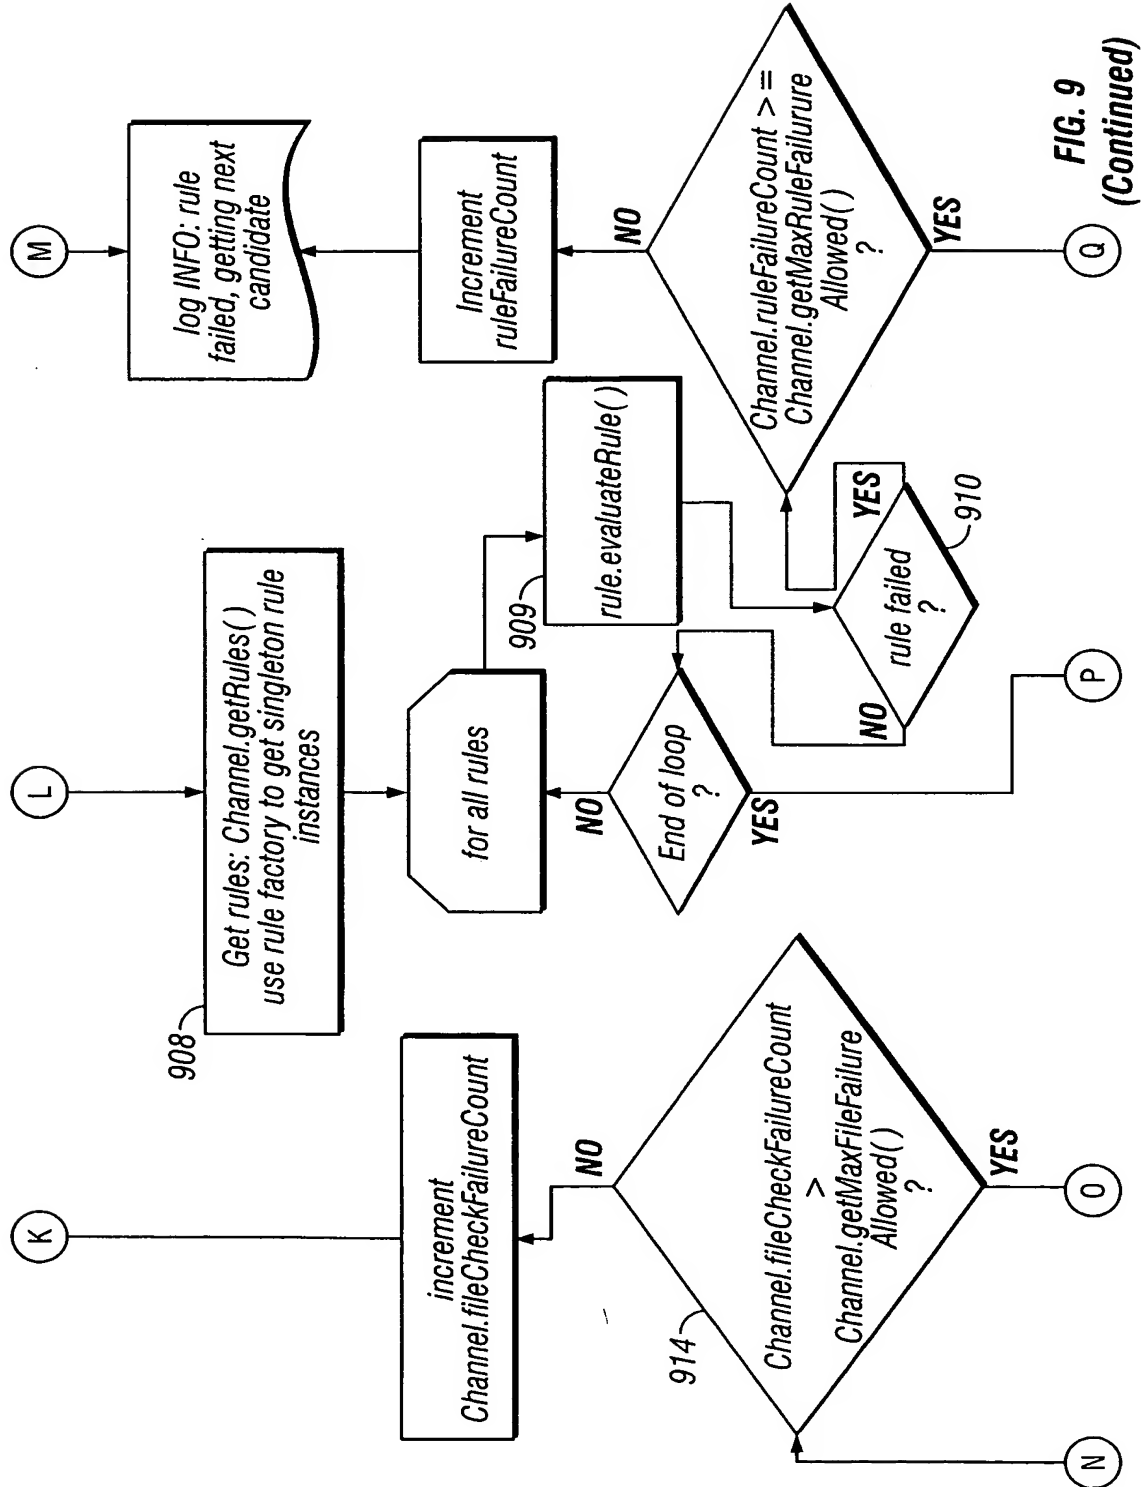 K
increment
Channel.fileCheckFailureCount
NO
914
Channel.fileCheckFailureCount
>
Channel.getMaxFileFailure
Allowed()
?
YES
N
O
L
908
Get rules: Channel.getRules()
use rule factory to get singleton rule
instances
for all rules
NO
End of loop
?
YES
909
rule.evaluateRule()
NO
rule failed
?
YES
910
P
M
log INFO: rule
failed, getting next
candidate
Increment
ruleFailureCount
NO
Channel.ruleFailureCount >=
Channel.getMaxRuleFailurure
Allowed()
?
YES
Q
FIG. 9
(Continued)